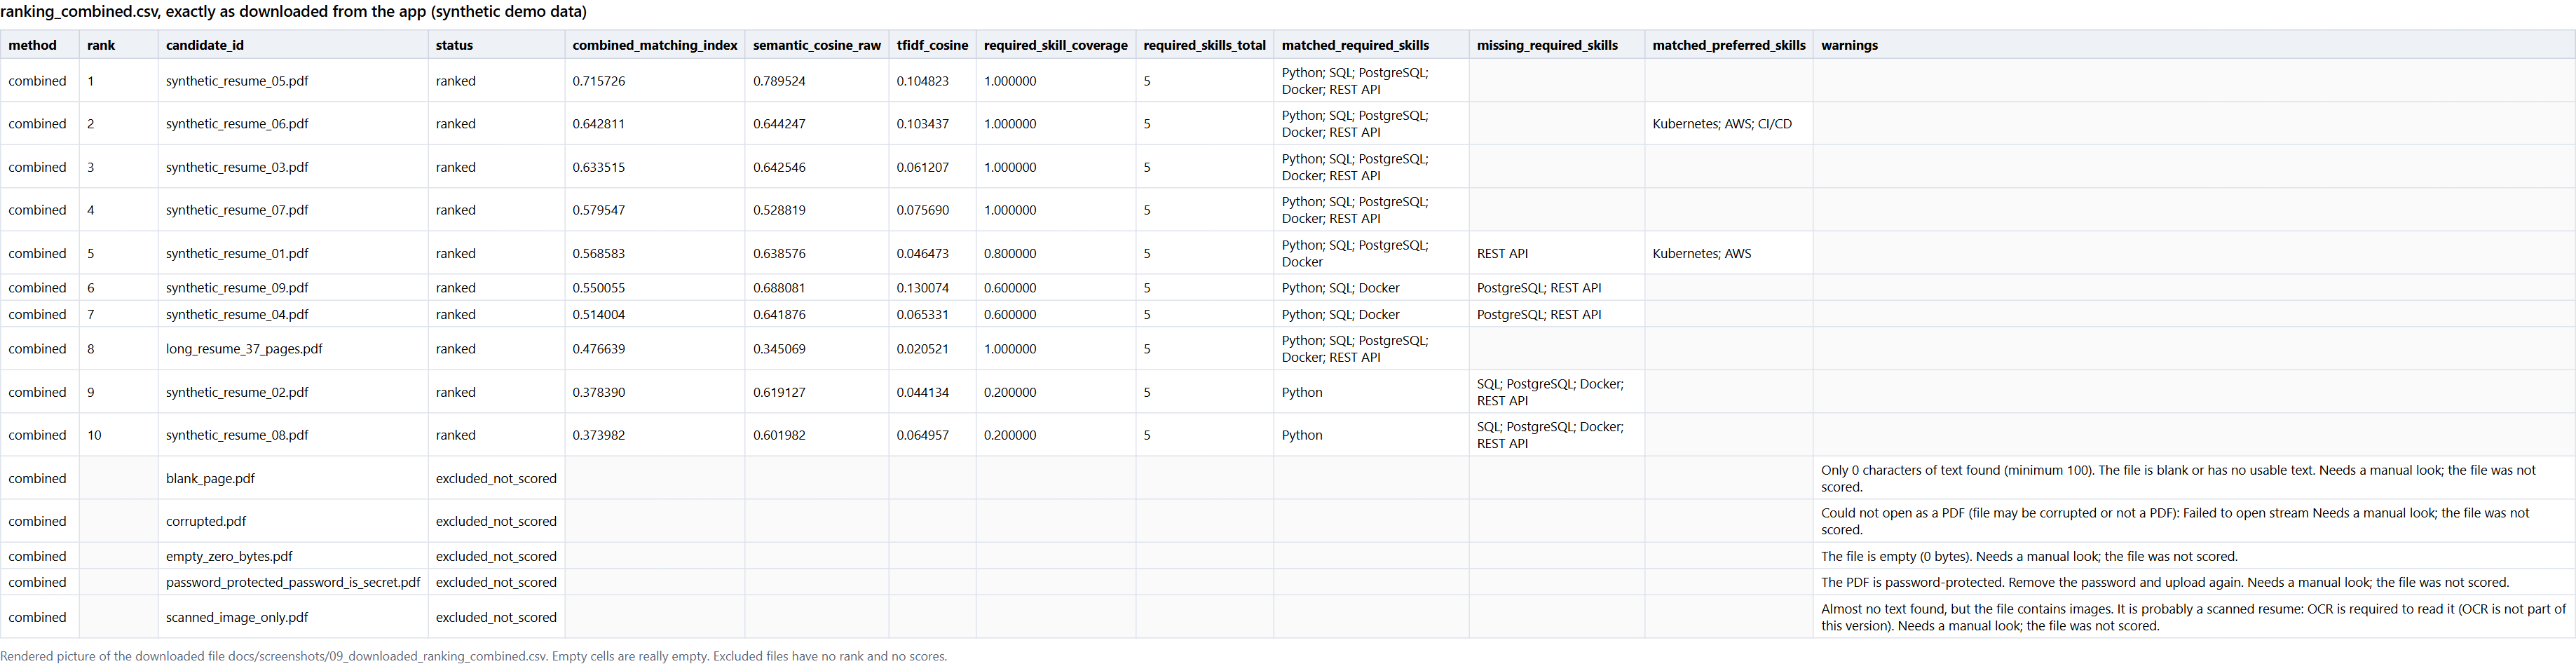 ranking_combined.csv, exactly as downloaded from the app (synthetic demo data)
method rank candidate_id status combined_matching_index semantic_cosine_raw tfidf_cosine required_skill_coverage required_skills_total matched_required_skills missing_required_skills matched_preferred_skills warnings
combined 1 synthetic_resume_05.pdf ranked 0.715726 0.789524 0.104823 1.000000 5 Python; SQL; PostgreSQL;
Docker; REST API
combined 2 synthetic_resume_06.pdf ranked 0.642811 0.644247 0.103437 1.000000 5 Python; SQL; PostgreSQL;
Docker; REST API Kubernetes; AWS; CI/CD
combined 3 synthetic_resume_03.pdf ranked 0.633515 0.642546 0.061207 1.000000 5 Python; SQL; PostgreSQL;
Docker; REST API
combined 4 synthetic_resume_07.pdf ranked 0.579547 0.528819 0.075690 1.000000 5 Python; SQL; PostgreSQL;
Docker; REST API
combined 5 synthetic_resume_01.pdf ranked 0.568583 0.638576 0.046473 0.800000 5 Python; SQL; PostgreSQL;
Docker REST API Kubernetes; AWS
combined 6 synthetic_resume_09.pdf ranked 0.550055 0.688081 0.130074 0.600000 5 Python; SQL; Docker PostgreSQL; REST API
combined 7 synthetic_resume_04.pdf ranked 0.514004 0.641876 0.065331 0.600000 5 Python; SQL; Docker PostgreSQL; REST API
combined 8 long_resume_37_pages.pdf ranked 0.476639 0.345069 0.020521 1.000000 5 Python; SQL; PostgreSQL;
Docker; REST API
combined 9 synthetic_resume_02.pdf ranked 0.378390 0.619127 0.044134 0.200000 5 Python SQL; PostgreSQL; Docker;
REST API
combined 10 synthetic_resume_08.pdf ranked 0.373982 0.601982 0.064957 0.200000 5 Python SQL; PostgreSQL; Docker;
REST API
combined blank_page.pdf excluded_not_scored Only 0 characters of text found (minimum 100). The file is blank or has no usable text. Needs a manual look; the file was not
scored.
combined corrupted.pdf excluded_not_scored Could not open as a PDF (file may be corrupted or not a PDF): Failed to open stream Needs a manual look; the file was not
scored.
combined empty_zero_bytes.pdf excluded_not_scored The file is empty (0 bytes). Needs a manual look; the file was not scored.
combined password_protected_password_is_secret.pdf excluded_not_scored The PDF is password-protected. Remove the password and upload again. Needs a manual look; the file was not scored.
combined scanned_image_only.pdf excluded_not_scored Almost no text found, but the file contains images. It is probably a scanned resume: OCR is required to read it (OCR is not part of
this version). Needs a manual look; the file was not scored.
Rendered picture of the downloaded file docs/screenshots/09_downloaded_ranking_combined.csv. Empty cells are really empty. Excluded files have no rank and no scores.